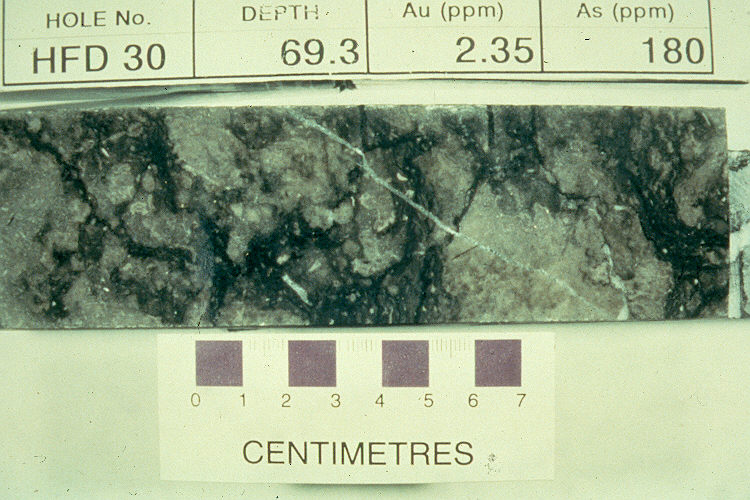 HOLE No. DEPTH Au (ppm) As (ppm)
HFD 30 69.3 2.35 180
0 1 2 3 4 5 6 7
CENTIMETRES